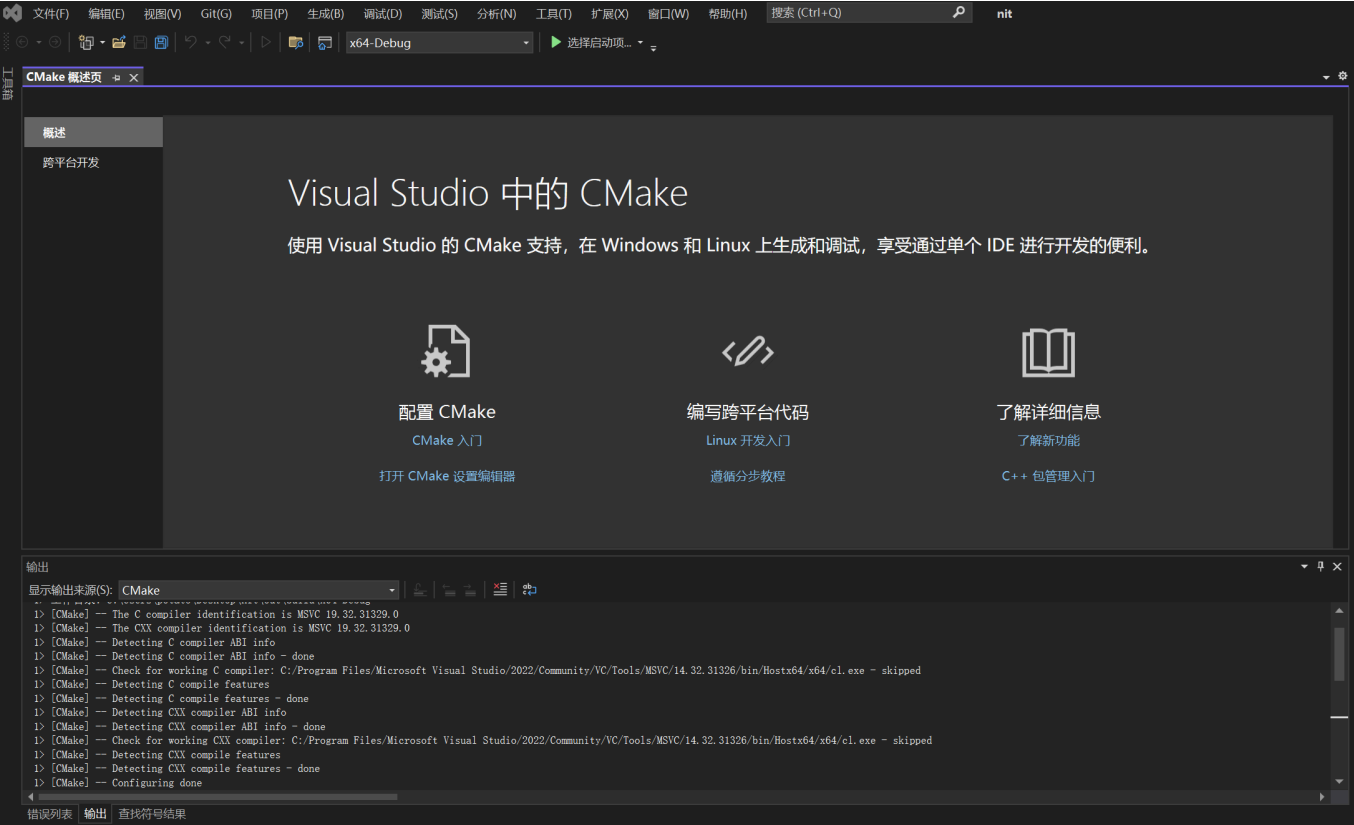 文件(F) 编辑(E) 视图(V) Git(G) 项目(P) 生成(B) 调试(D) 测试(S) 分析(N) 工具(T) 扩展(X) 窗口(W) 帮助(H) 搜索 (Ctrl+Q) nit
x64-Debug 选择启动项...
工具箱
CMake 概述页
概述
跨平台开发
Visual Studio 中的 CMake
使用 Visual Studio 的 CMake 支持，在 Windows 和 Linux 上生成和调试，享受通过单个 IDE 进行开发的便利。
配置 CMake 编写跨平台代码 了解详细信息
CMake 入门 Linux 开发入门 了解新功能
打开 CMake 设置编辑器 遵循分步教程 C++ 包管理入门
输出
显示输出来源(S): CMake
1> [CMake] -- The C compiler identification is MSVC 19.32.31329.0
1> [CMake] -- The CXX compiler identification is MSVC 19.32.31329.0
1> [CMake] -- Detecting C compiler ABI info
1> [CMake] -- Detecting C compiler ABI info - done
1> [CMake] -- Check for working C compiler: C:/Program Files/Microsoft Visual Studio/2022/Community/VC/Tools/MSVC/14.32.31326/bin/Hostx64/x64/cl.exe - skipped
1> [CMake] -- Detecting C compile features
1> [CMake] -- Detecting C compile features - done
1> [CMake] -- Detecting CXX compiler ABI info
1> [CMake] -- Detecting CXX compiler ABI info - done
1> [CMake] -- Check for working CXX compiler: C:/Program Files/Microsoft Visual Studio/2022/Community/VC/Tools/MSVC/14.32.31326/bin/Hostx64/x64/cl.exe - skipped
1> [CMake] -- Detecting CXX compile features
1> [CMake] -- Detecting CXX compile features - done
1> [CMake] -- Configuring done
错误列表 输出 查找符号结果